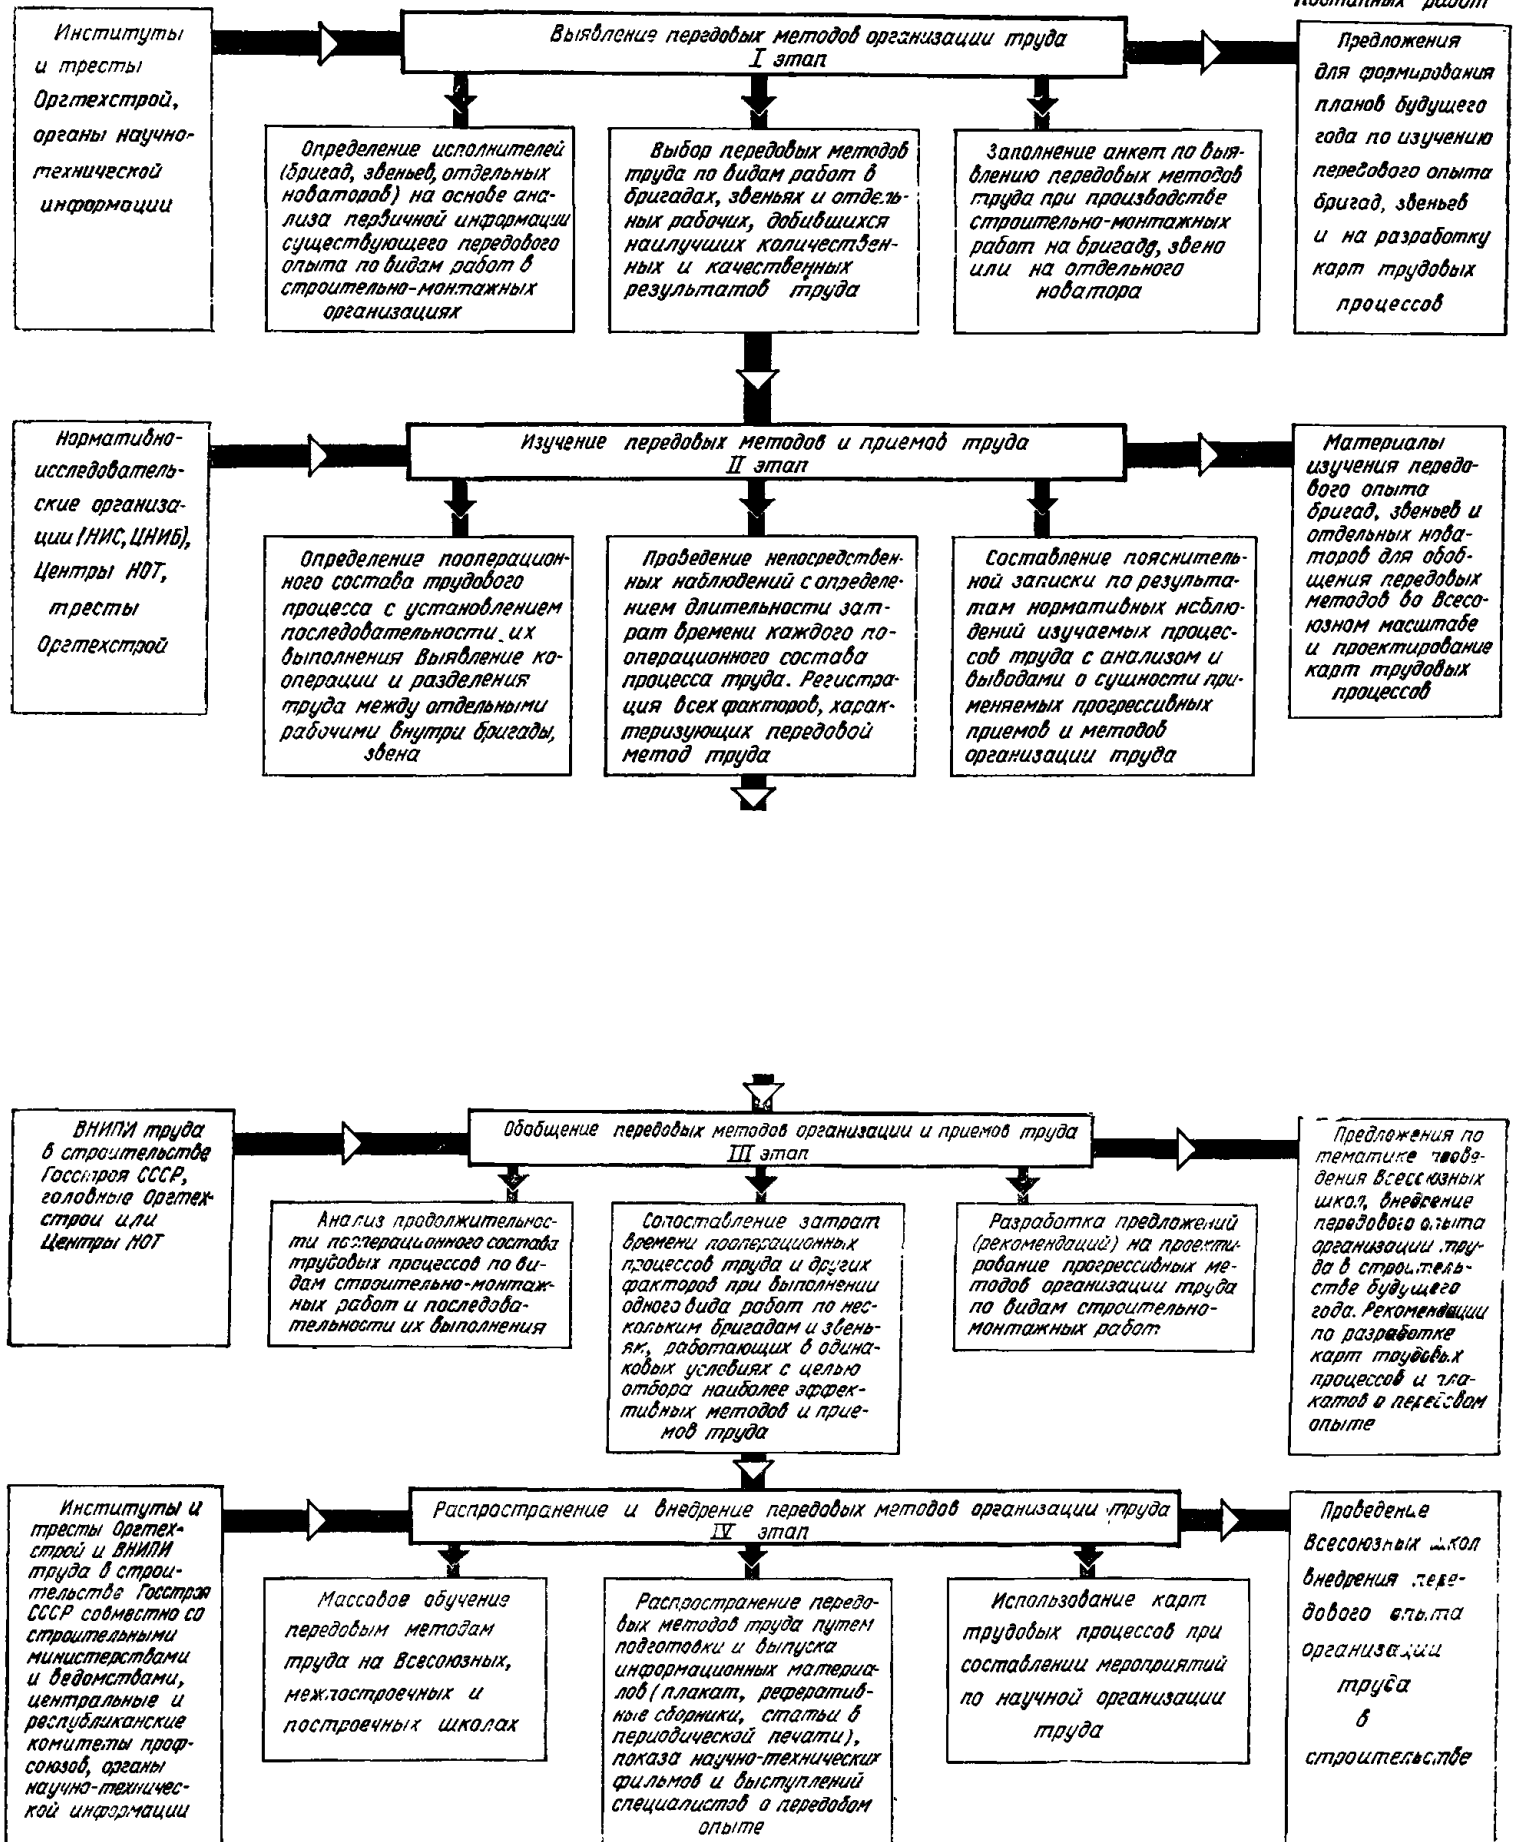 поэтапных работ
Институты
и тресты
Оргтехстрой,
органы научно-
технической
информации
Выявление передовых методов организации труда
I этап
Предложения
для формирования
планов будущего
года по изучению
передового опыта
бригад, звеньев
и на разработку
карт трудовых
процессов
Определение исполнителей
(бригад, звеньев, отдельных
новаторов) на основе ана-
лиза первичной информации
существующего передового
опыта по видам работ в
строительно-монтажных
организациях
Выбор передовых методов
труда по видам работ в
бригадах, звеньях и отдель-
ных рабочих, добившихся
наилучших количествен-
ных и качественных
результатов труда
Заполнение анкет по выя-
влению передовых методов
труда при производстве
строительно-монтажных
работ на бригаду, звено
или на отдельного
новатора
Нормативно-
исследователь-
ские организа-
ции (НИС, ЦНИБ),
Центры НОТ,
тресты
Оргтехстрой
Изучение передовых методов и приемов труда
II этап
Материалы
изучения передо-
вого опыта
бригад, звеньев и
отдельных нова-
торов для обоб-
щения передовых
методов во Всесо-
юзном масштабе
и проектирование
карт трудовых
процессов
Определение пооперацион-
ного состава трудового
процесса с установлением
последовательности их
выполнения Выявление ко-
операции и разделения
труда между отдельными
рабочими внутри бригады,
звена
Проведение непосредствен-
ных наблюдений с определе-
нием длительности зат-
рат времени каждого по-
операционного состава
процесса труда. Регистра-
ция всех факторов, харак-
теризующих передовой
метод труда
Составление пояснитель-
ной записки по результа-
там нормативных наблю-
дений изучаемых процес-
сов труда с анализом и
выводами о сущности при-
меняемых прогрессивных
приемов и методов
организации труда
ВНИПИ труда
в строительстве
Госстроя СССР,
головные Оргтех-
строи или
Центры НОТ
Обобщение передовых методов организации и приемов труда
III этап
Предложения по
тематике прове-
дения Всесоюзных
школ, внедрение
передового опыта
организации тру-
да в строитель-
стве будущего
года. Рекомендации
по разработке
карт трудовых
процессов и пла-
катов о передовом
опыте
Анализ продолжительнос-
ти пооперационного состава
трудовых процессов по ви-
дам строительно-монтаж-
ных работ и последова-
тельности их выполнения
Сопоставление затрат
времени пооперационных
процессов труда и других
факторов при выполнении
одного вида работ по нес-
кольким бригадам и звень-
ям, работающих в одина-
ковых условиях с целью
отбора наиболее эффек-
тивных методов и прие-
мов труда
Разработка предложений
(рекомендаций) на проекти-
рование прогрессивных ме-
тодов организации труда
по видам строительно-
монтажных работ
Институты и
тресты Оргтех-
строй и ВНИПИ
труда в строи-
тельстве Госстроя
СССР совместно со
строительными
министерствами
и ведомствами,
центральные и
республиканские
комитеты проф-
союзов, органы
научно-техничес-
кой информации
Распространение и внедрение передовых методов организации труда
IV этап
Проведение
Всесоюзных школ
внедрения пере-
дового опыта
организации
труда
в
строительстве
Массовое обучение
передовым методам
труда на Всесоюзных,
межпостроечных и
построечных школах
Распространение передо-
вых методов труда путем
подготовки и выпуска
информационных материа-
лов (плакат, рефератив-
ные сборники, статьи в
периодической печати),
показа научно-технических
фильмов и выступлений
специалистов о передовом
опыте
Использование карт
трудовых процессов при
составлении мероприятий
по научной организации
труда